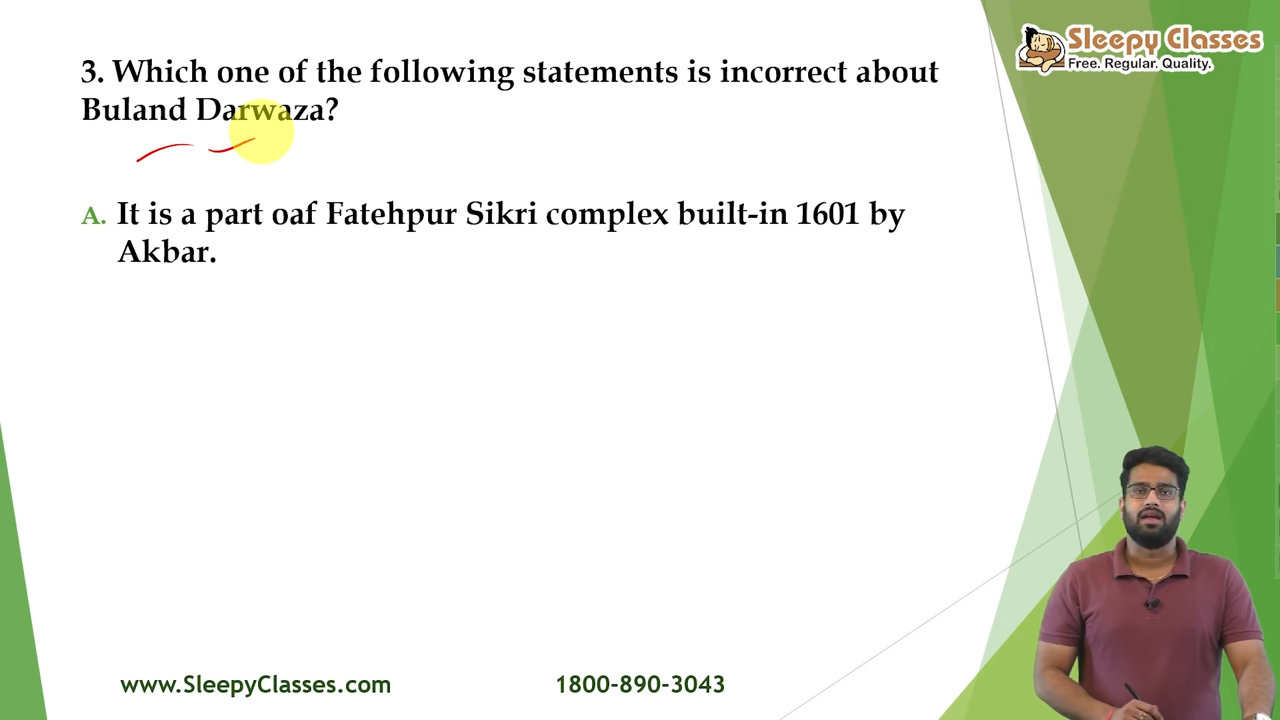 Sleepy Classes
Free. Regular. Quality.
3. Which one of the following statements is incorrect about
Buland Darwaza?
A. It is a part oaf Fatehpur Sikri complex built-in 1601 by
Akbar.
www.SleepyClasses.com
1800-890-3043